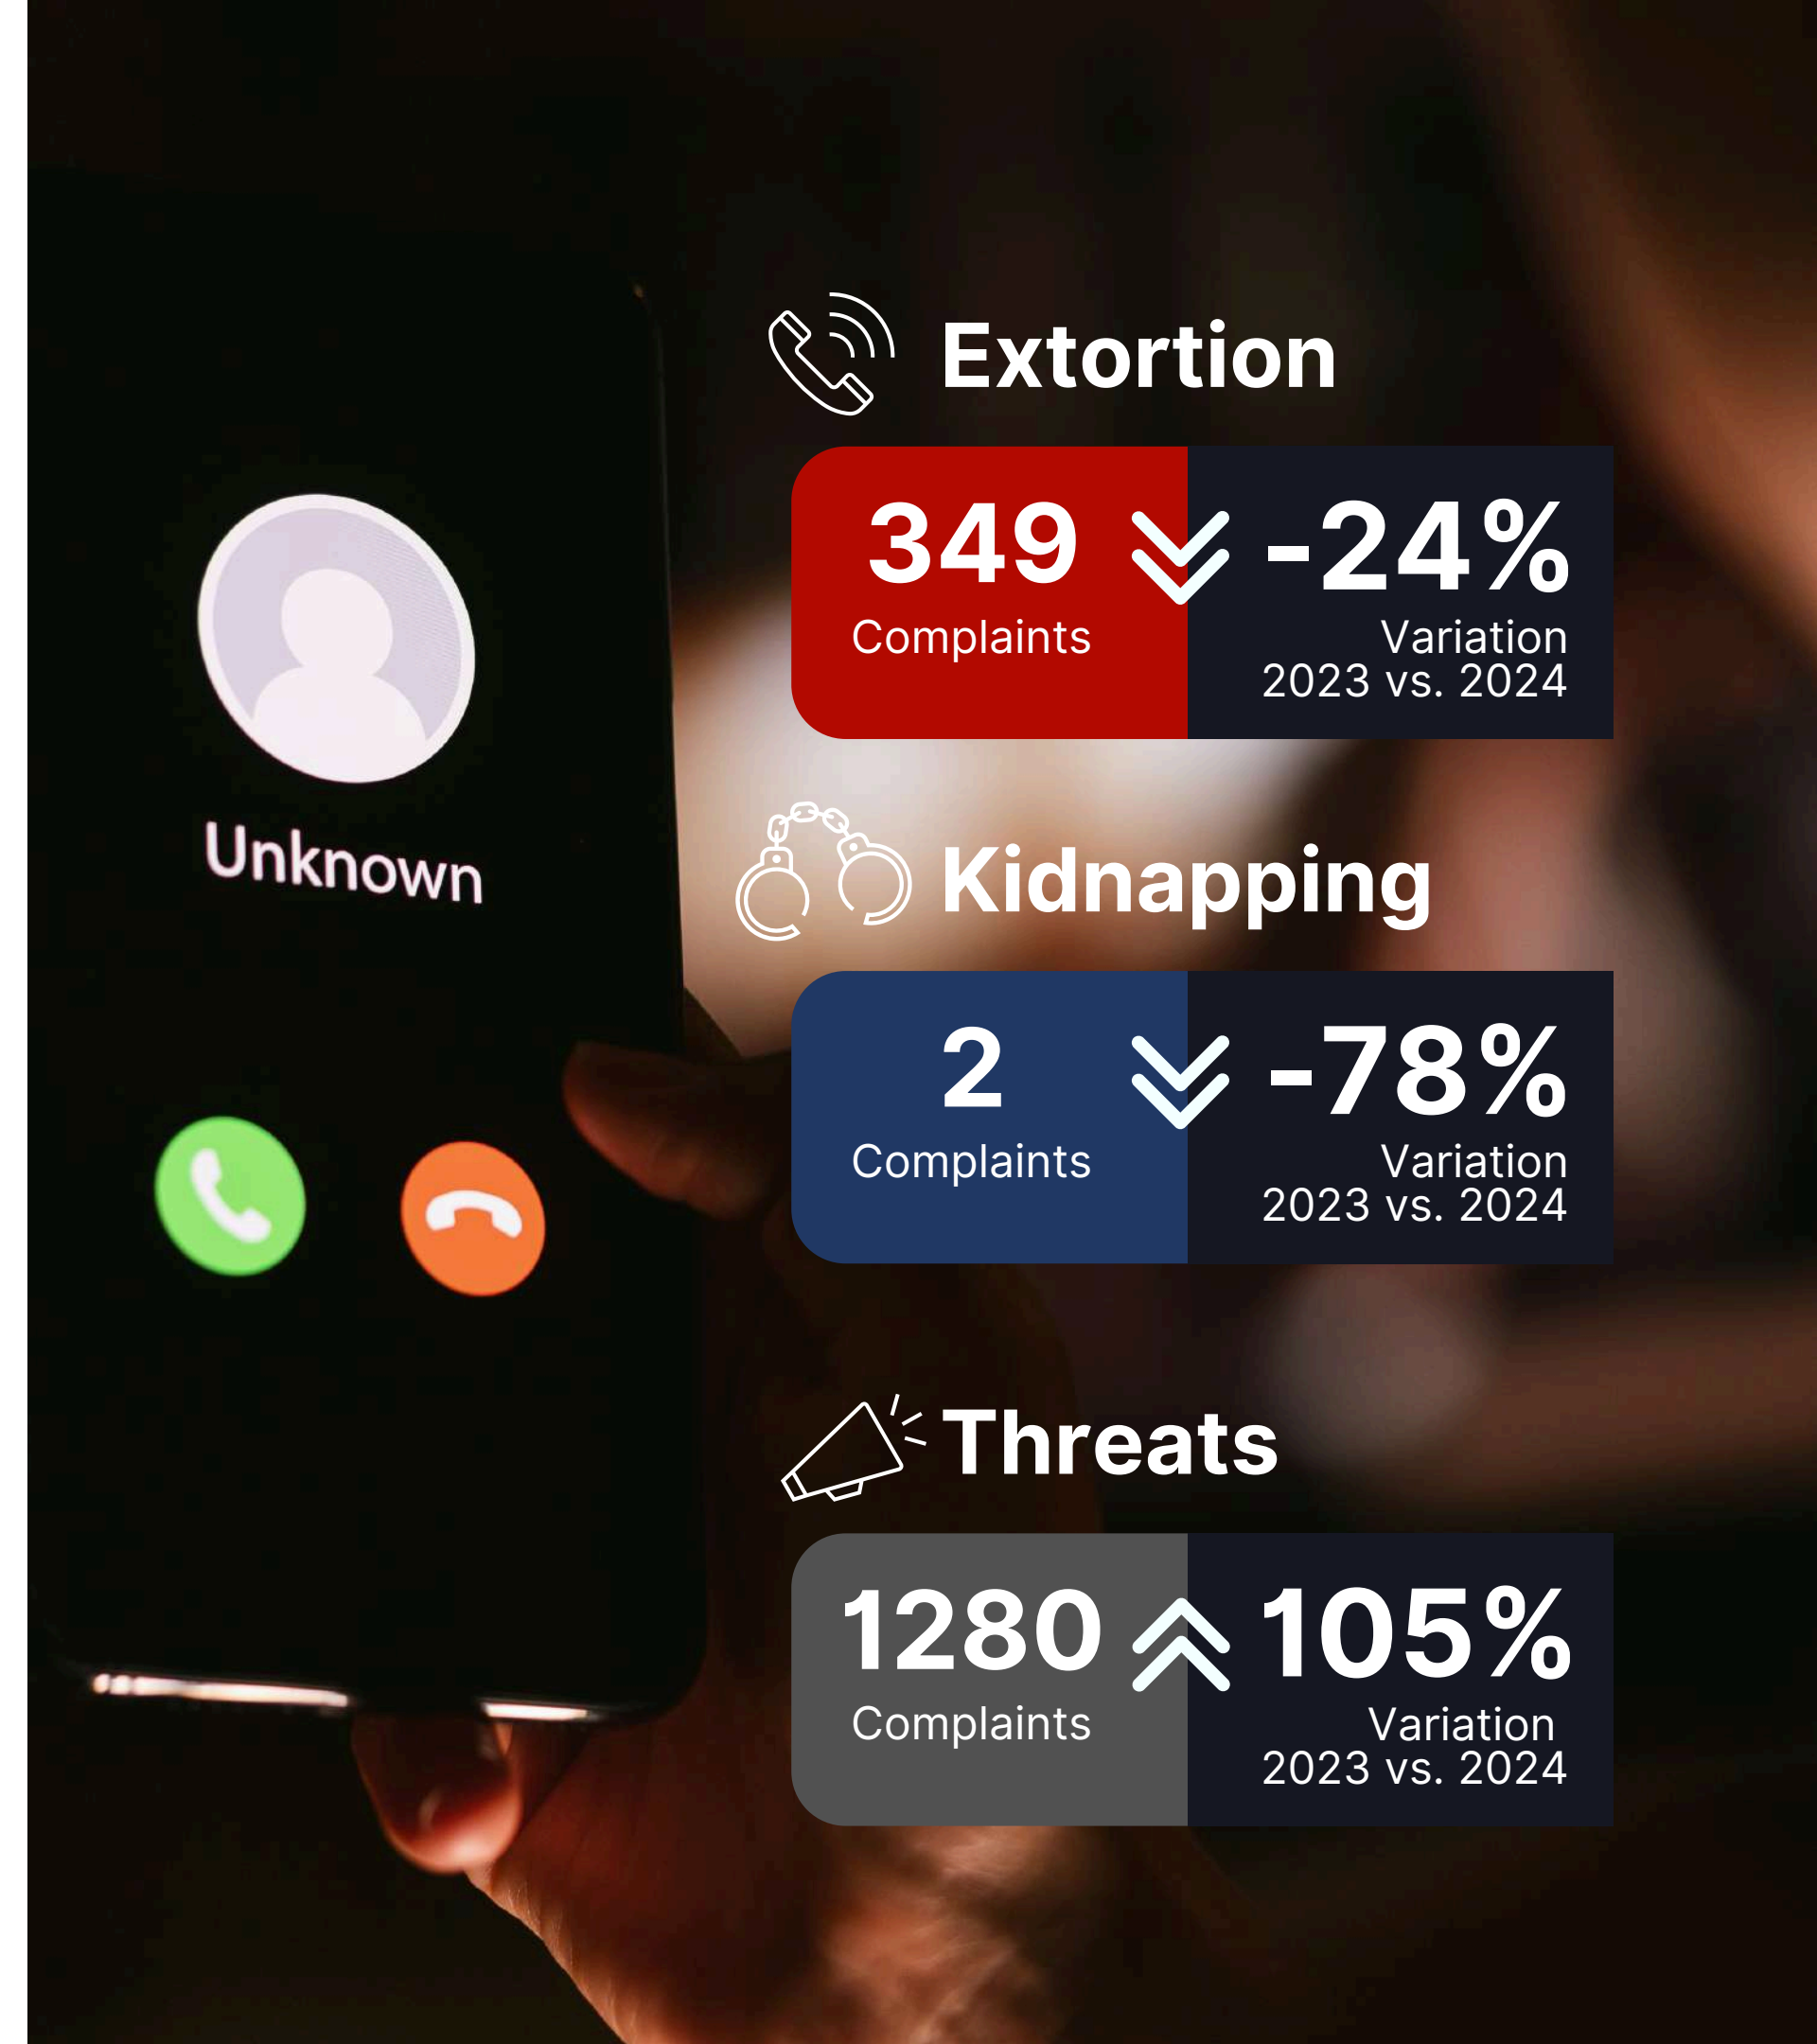 Unknown
Extortion
349
Complaints
-24%
Variation
2023 vs. 2024
Kidnapping
2
Complaints
-78%
Variation
2023 vs. 2024
Threats
1280
Complaints
105%
Variation
2023 vs. 2024